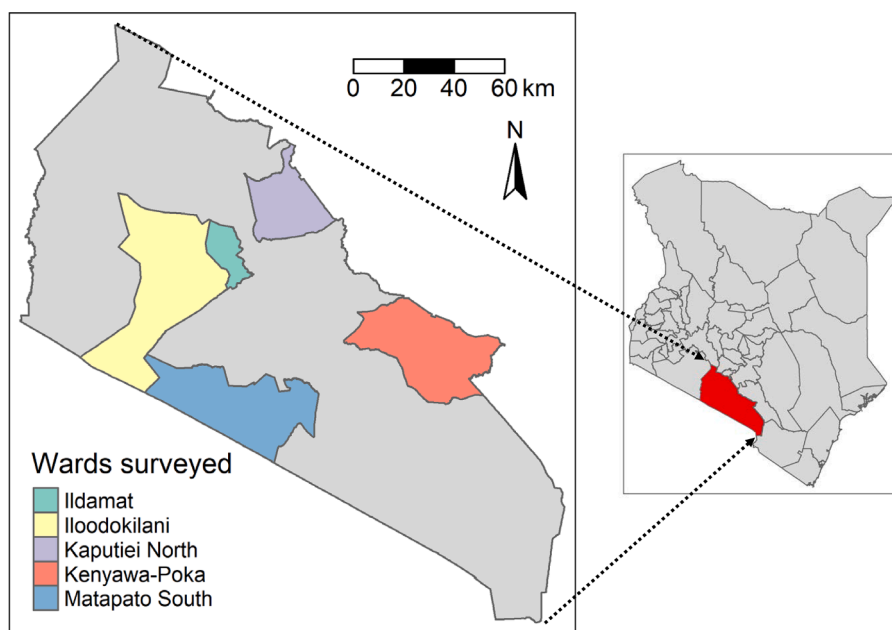 0 20 40 60 km
N
Wards surveyed
Ildamat
Iloodokilani
Kaputiei North
Kenyawa-Poka
Matapato South